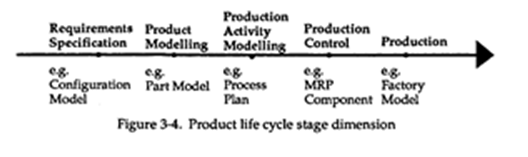 Requirements Specification
Product Modelling
Production Activity Modelling
Production Control
Production
e.g. Configuration Model
e.g. Part Model
e.g. Process Plan
e.g. MRP Component
e.g. Factory Model
Figure 3-4. Product life cycle stage dimension